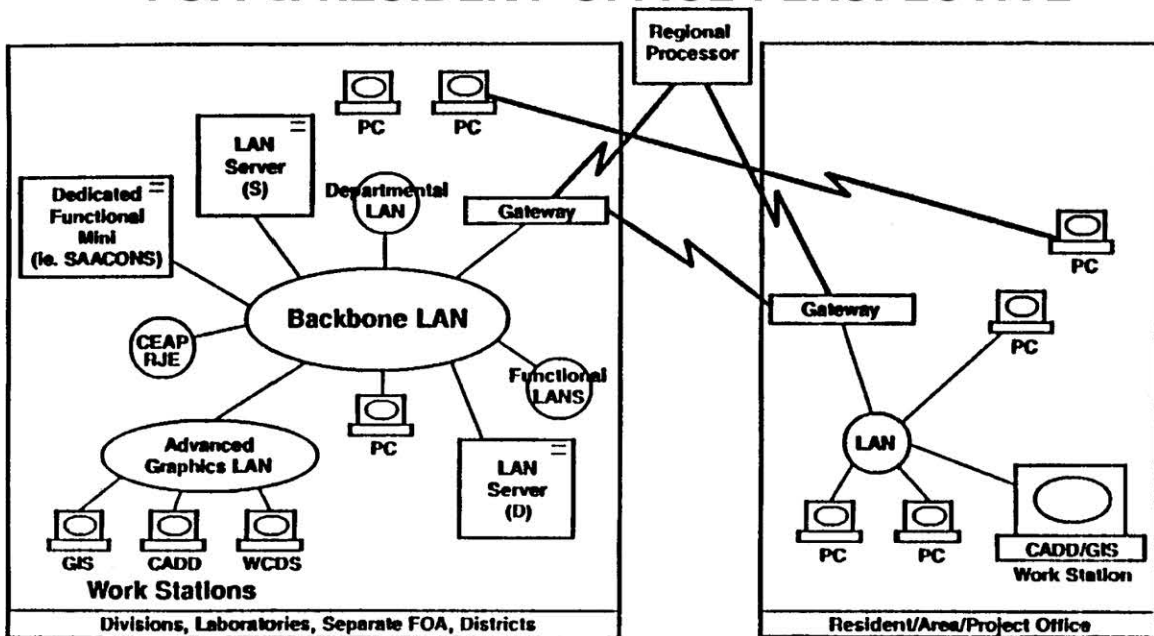 Regional
Processor
PC
PC
LAN
Server
(S)
Dedicated
Functional
Mini
(ie. SAACONS)
Departmental
LAN
Gateway
PC
Gateway
Backbone LAN
PC
CEAP
RJE
Functional
LANS
PC
Advanced
Graphics LAN
LAN
Server
(D)
LAN
GIS
CADD
WCDS
Work Stations
PC
PC
CADD/GIS
Work Station
Divisions, Laboratories, Separate FOA, Districts
Resident/Area/Project Office